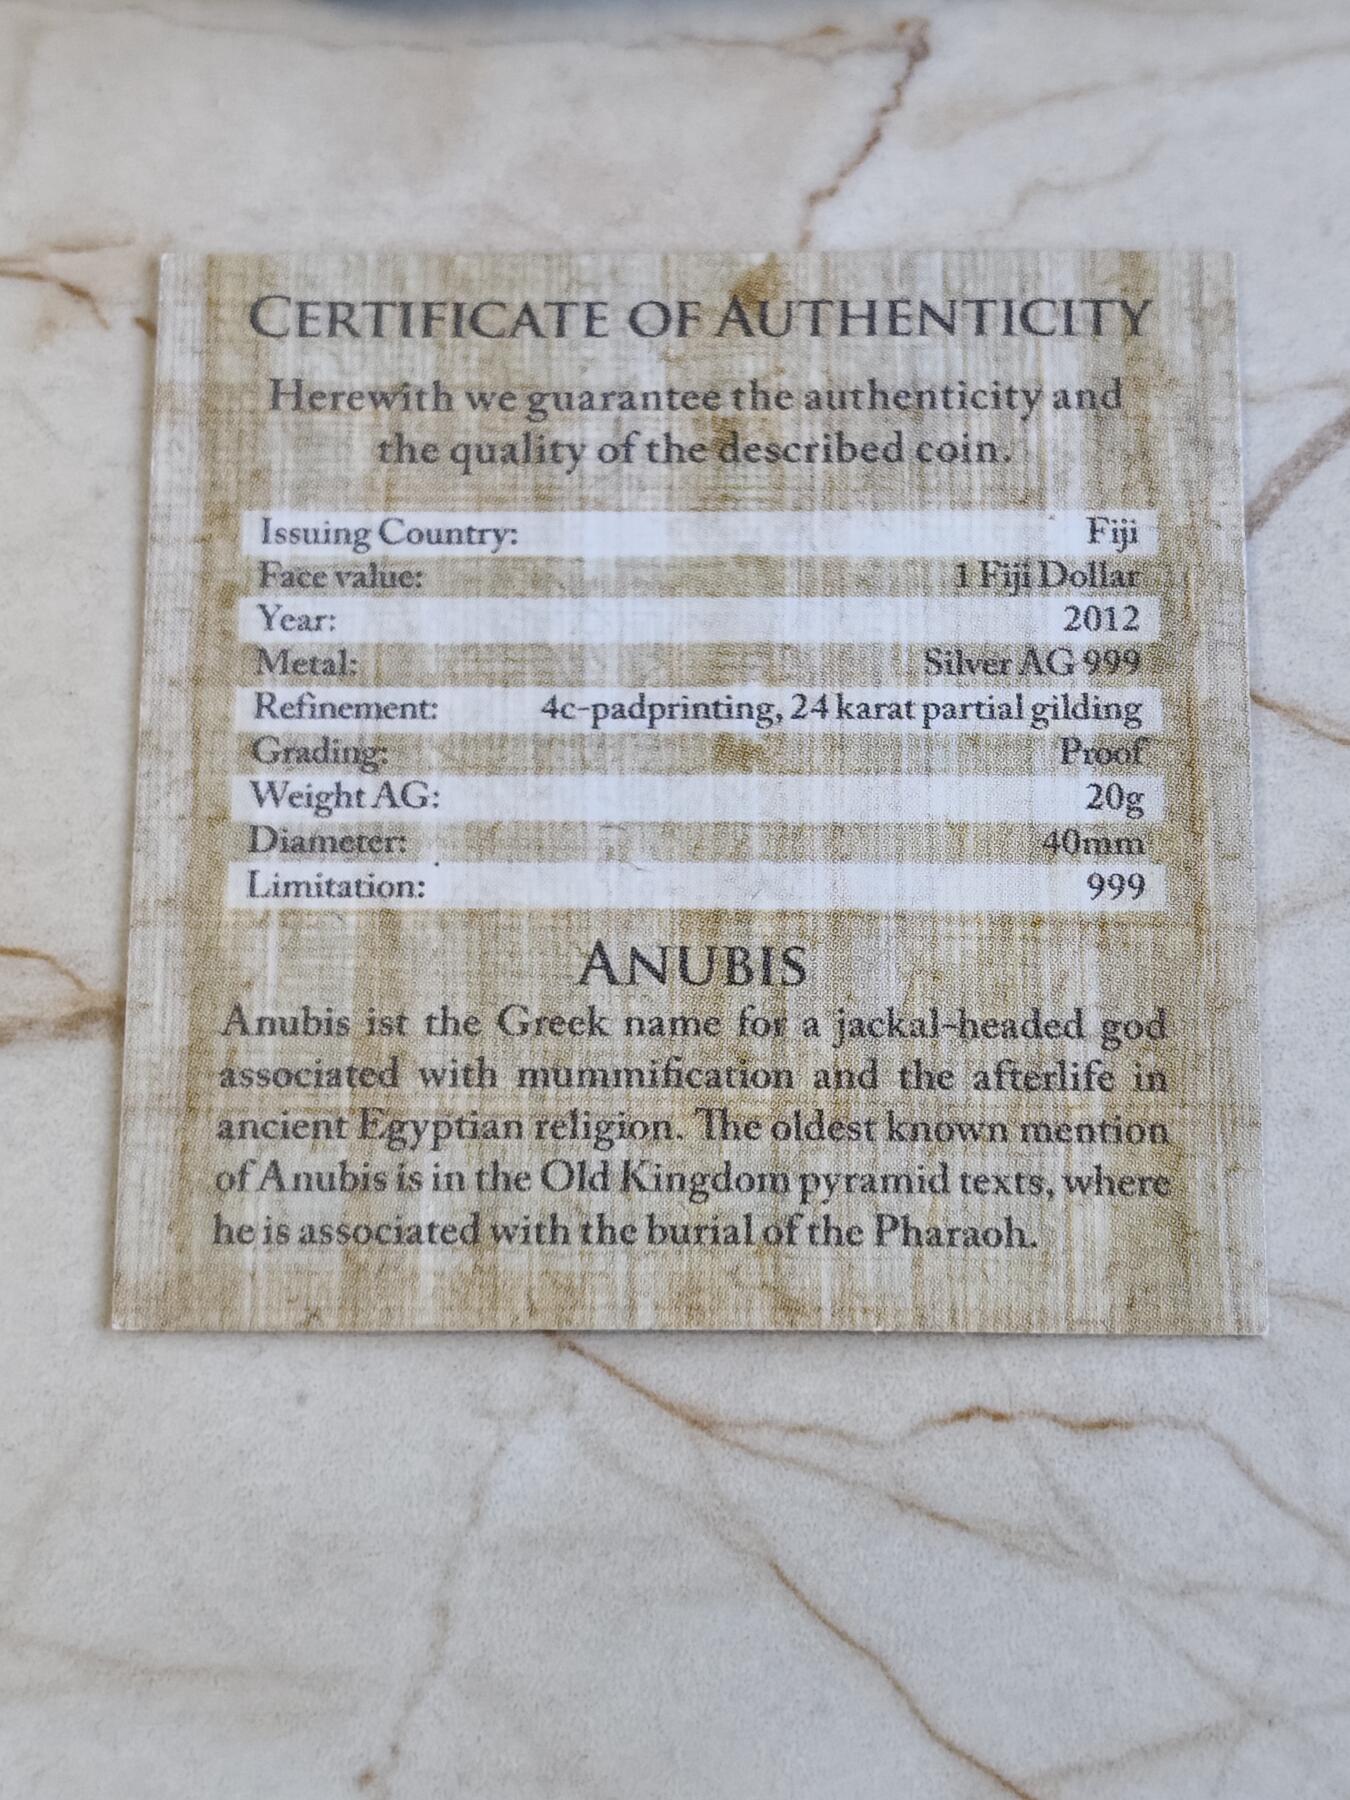 CERTIFICATE OF AUTHENTICITY
Herewith we guarantee the authenticity and
the quality of the described coin.
Issuing Country: Fiji
Face value: 1 Fiji Dollar
Year: 2012
Metal: Silver AG 999
Refinement: 4c-padprinting, 24 karat partial gilding
Grading: Proof
Weight AG: 20g
Diameter: 40mm
Limitation: 999
ANUBIS
Anubis ist the Greek name for a jackal-headed god
associated with mummification and the afterlife in
ancient Egyptian religion. The oldest known mention
of Anubis is in the Old Kingdom pyramid texts, where
he is associated with the burial of the Pharaoh.